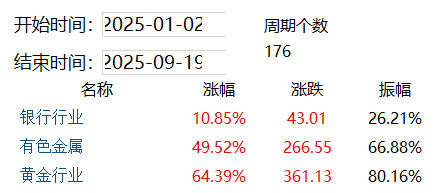 开始时间：2025-01-02 周期个数
结束时间：2025-09-19 176
名称 涨幅 涨跌 振幅
银行行业 10.85% 43.01 26.21%
有色金属 49.52% 266.55 66.88%
黄金行业 64.39% 361.13 80.16%